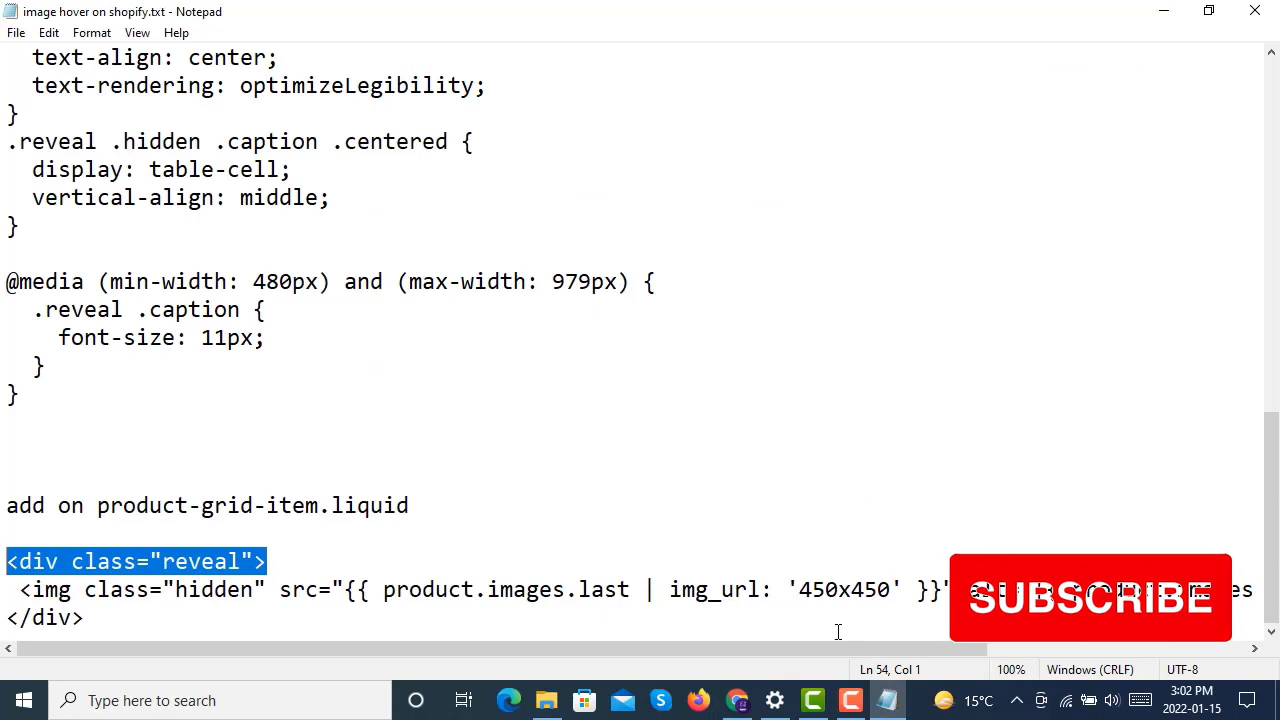 image hover on shopify.txt - Notepad
File Edit Format View Help
text-align: center;
text-rendering: optimizeLegibility;
}
.reveal .hidden .caption .centered {
display: table-cell;
vertical-align: middle;
}
@media (min-width: 480px) and (max-width: 979px) {
.reveal .caption {
font-size: 11px;
}
}
add on product-grid-item.liquid
<div class="reveal">
<img class="hidden" src="{{ product.images.last | img_url: '450x450' }}"
</div>
SUBSCRIBE
Ln 54, Col 1 100% Windows (CRLF) UTF-8
Type here to search
15°C
3:02 PM
2022-01-15